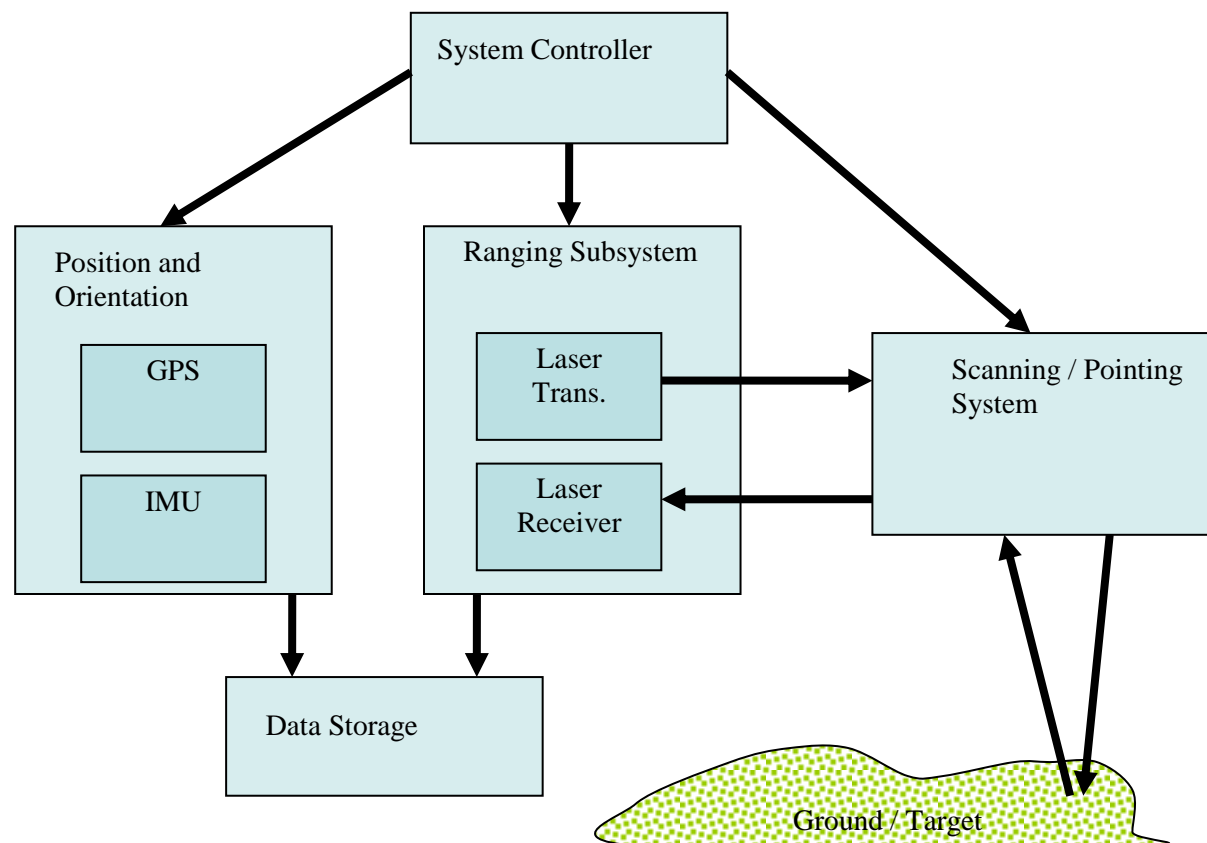 System Controller
Position and
Orientation
GPS
IMU
Ranging Subsystem
Laser
Trans.
Laser
Receiver
Scanning / Pointing
System
Data Storage
Ground / Target